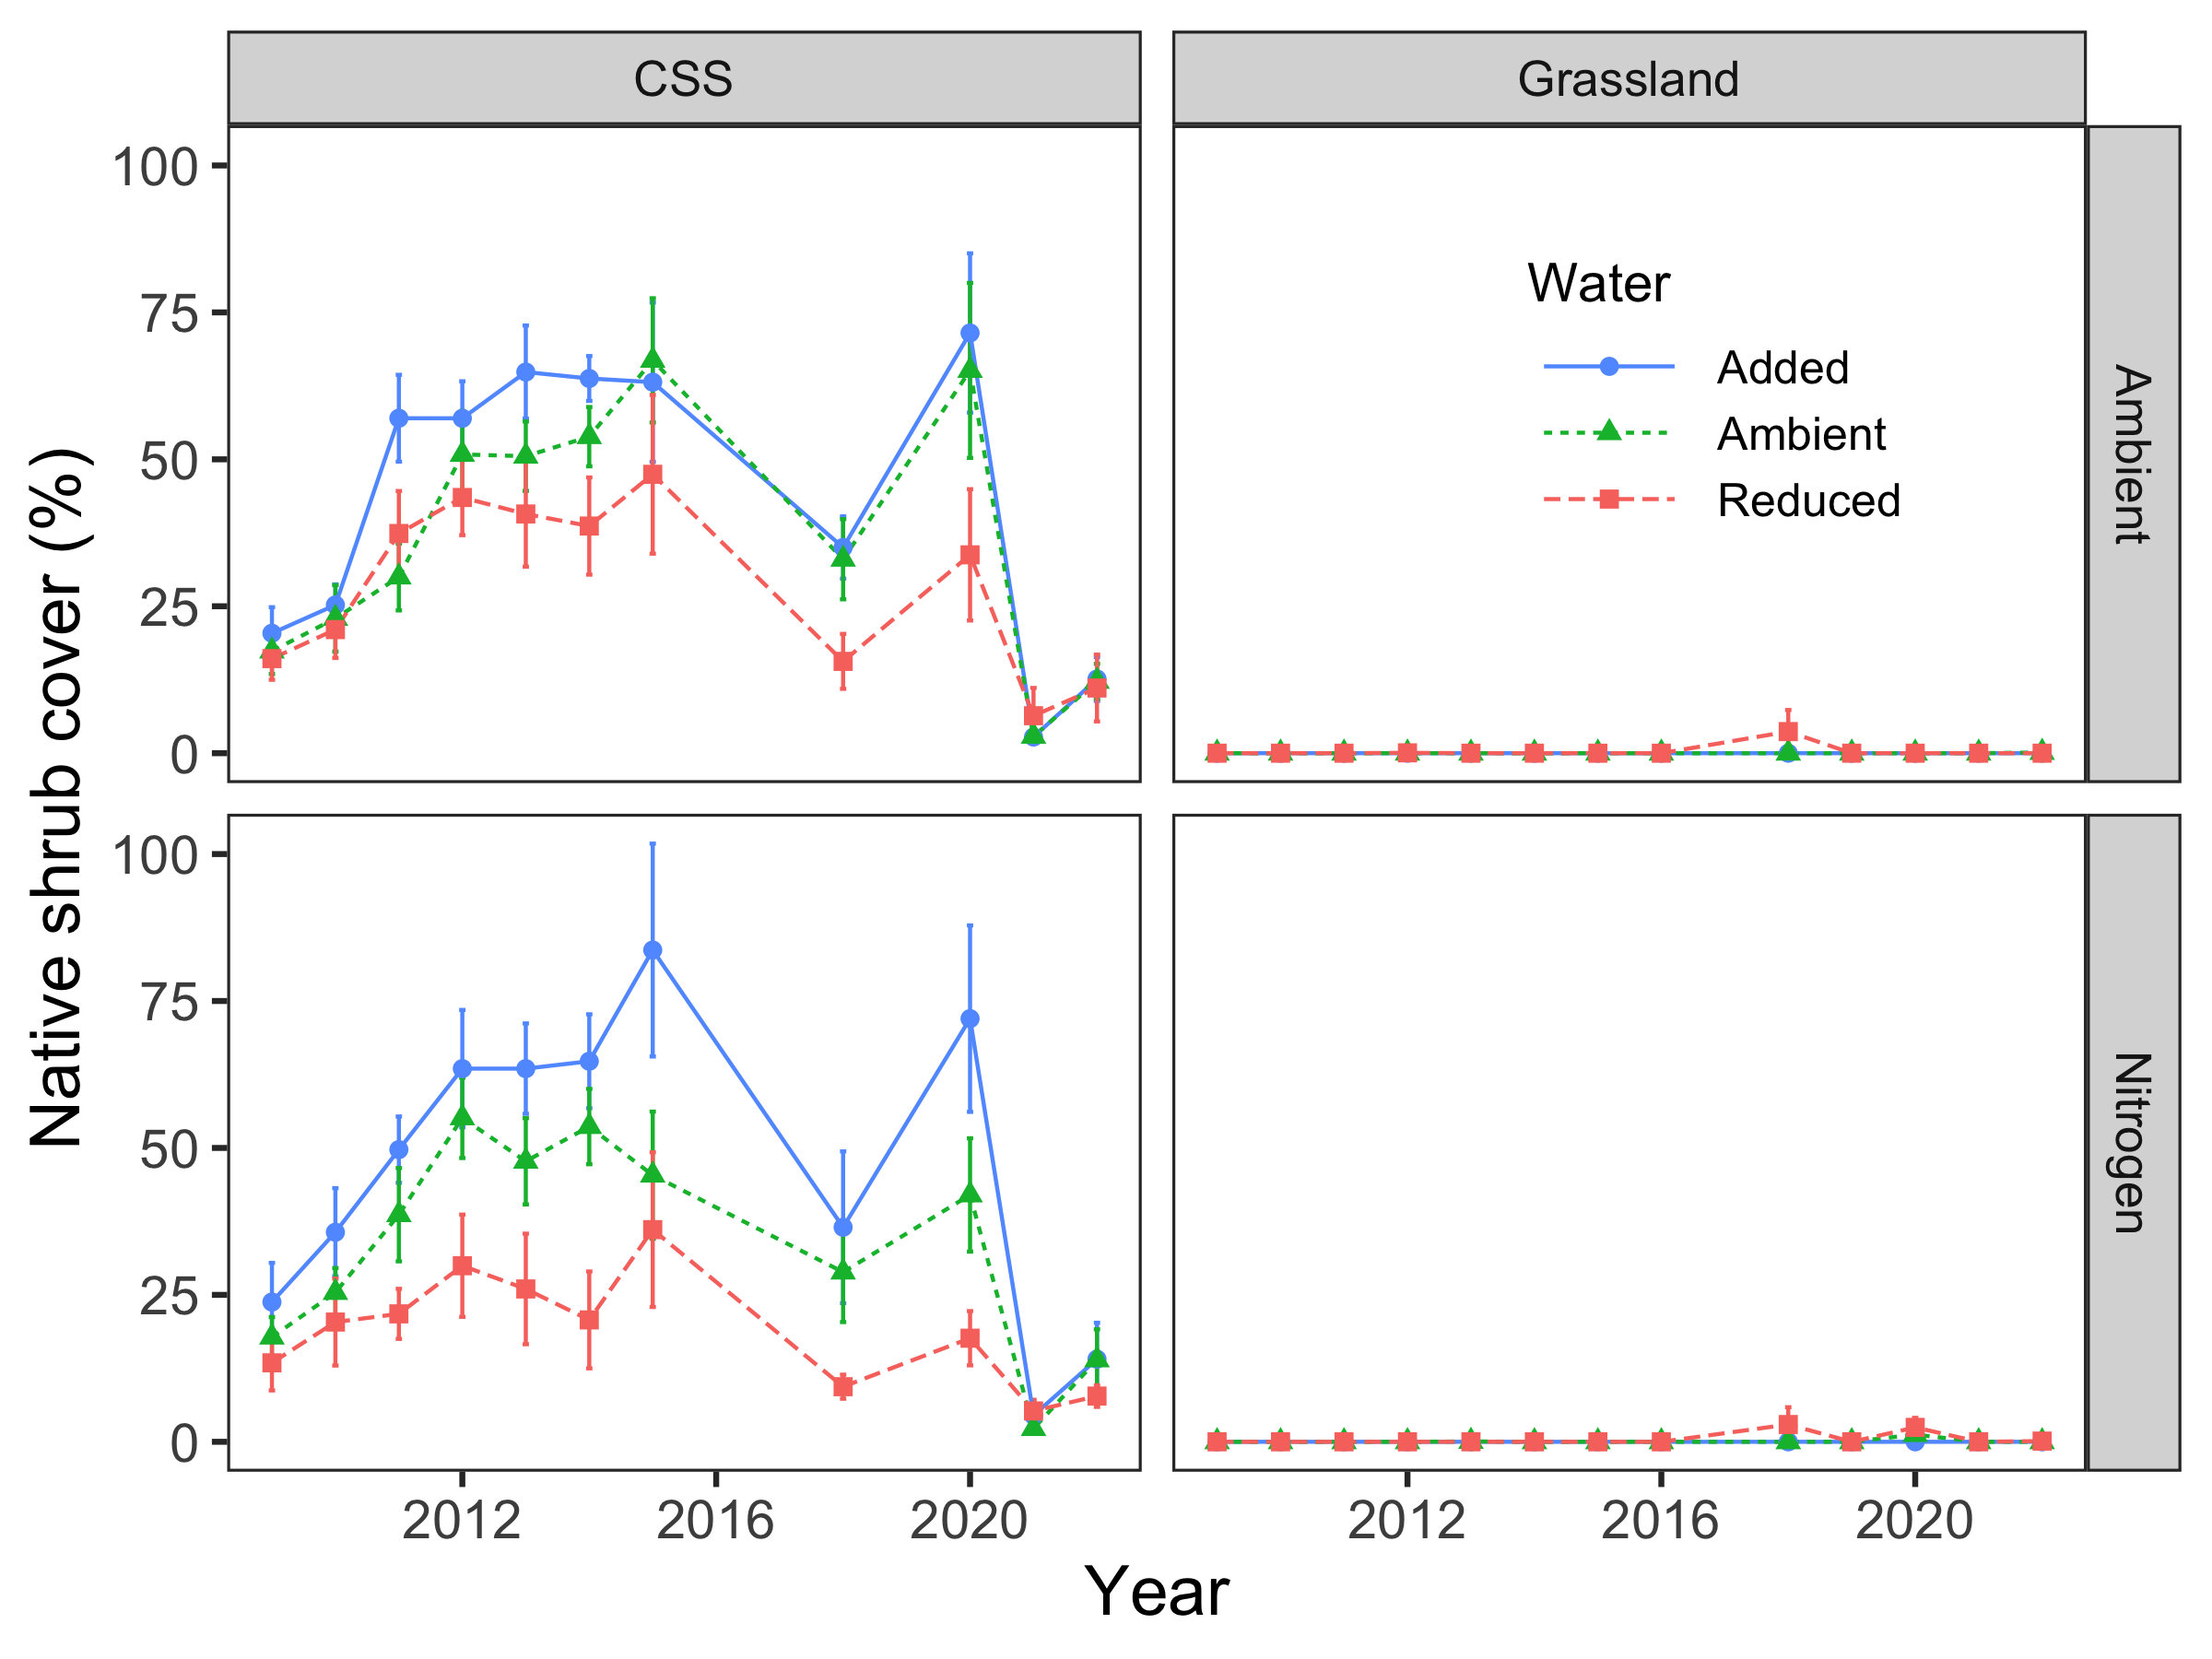 CSS
Grassland
Native shrub cover (%)
100
75
50
25
0
Water
Added
Ambient
Reduced
Ambient
100
75
50
25
0
Nitrogen
2012
2016
2020
2012
2016
2020
Year